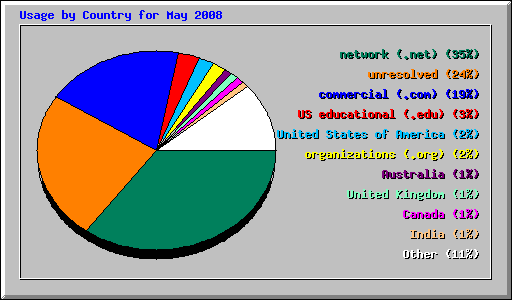 Usage by Country for May 2008
network (.net) (35%)
unresolved (24%)
commercial (.com) (19%)
US educational (.edu) (3%)
United States of America (2%)
organizations (.org) (2%)
Australia (1%)
United Kingdom (1%)
Canada (1%)
India (1%)
Other (11%)